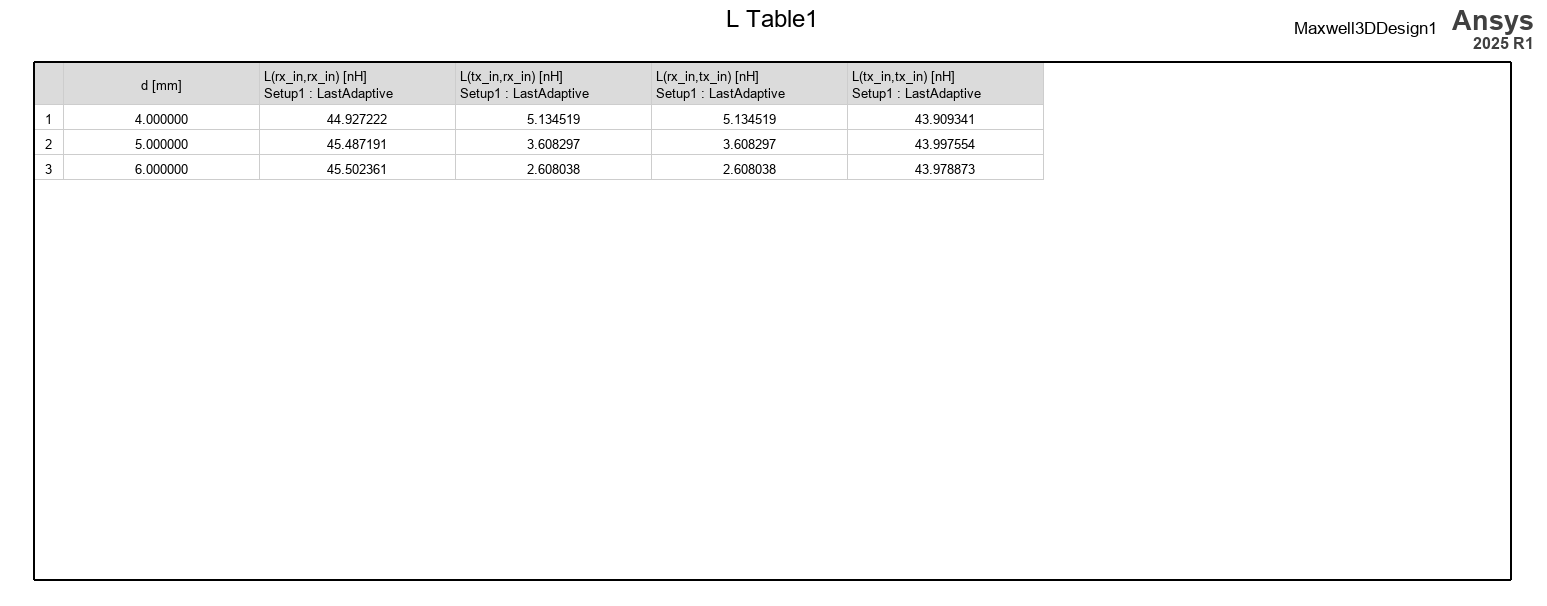 L Table1
Maxwell3DDesign1
Ansys
2025 R1
d [mm] L(rx_in,rx_in) [nH] L(tx_in,rx_in) [nH] L(rx_in,tx_in) [nH] L(tx_in,tx_in) [nH]
Setup1 : LastAdaptive Setup1 : LastAdaptive Setup1 : LastAdaptive Setup1 : LastAdaptive
1 4.000000 44.927222 5.134519 5.134519 43.909341
2 5.000000 45.487191 3.608297 3.608297 43.997554
3 6.000000 45.502361 2.608038 2.608038 43.978873